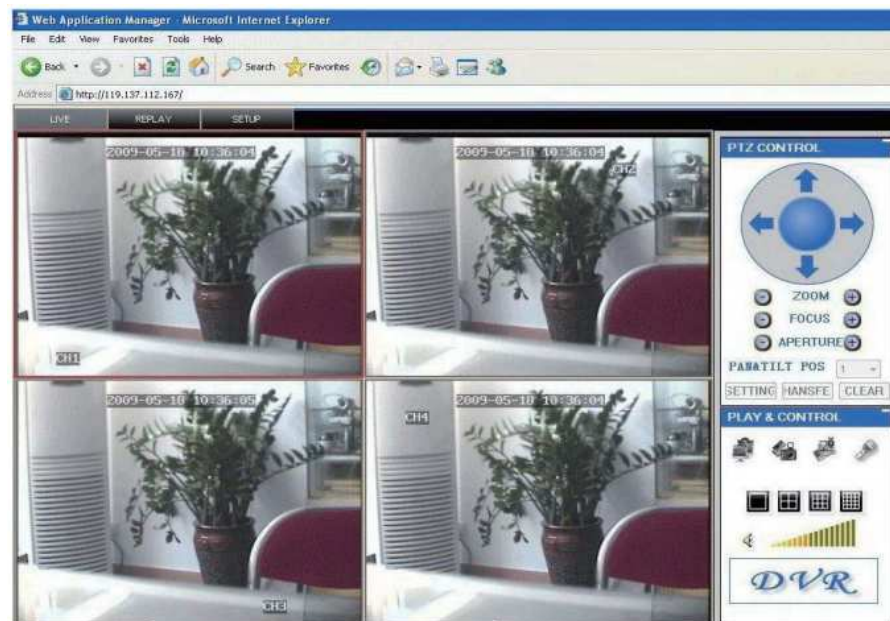 Web Application Manager - Microsoft Internet Explorer
File Edit View Favorites Tools Help
Back Search Favorites
Address http://119.137.112.167/
LIVE REPLAY SETUP
2009-05-18 10:36:04
CH1
2009-05-18 10:36:04
CH2
2009-05-18 10:36:05
CH3
2009-05-18 10:36:04
CH4
PTZ CONTROL
ZOOM
FOCUS
APERTURE
PAN&TILT POS 1
SETTING HANSFE CLEAR
PLAY & CONTROL
DVR